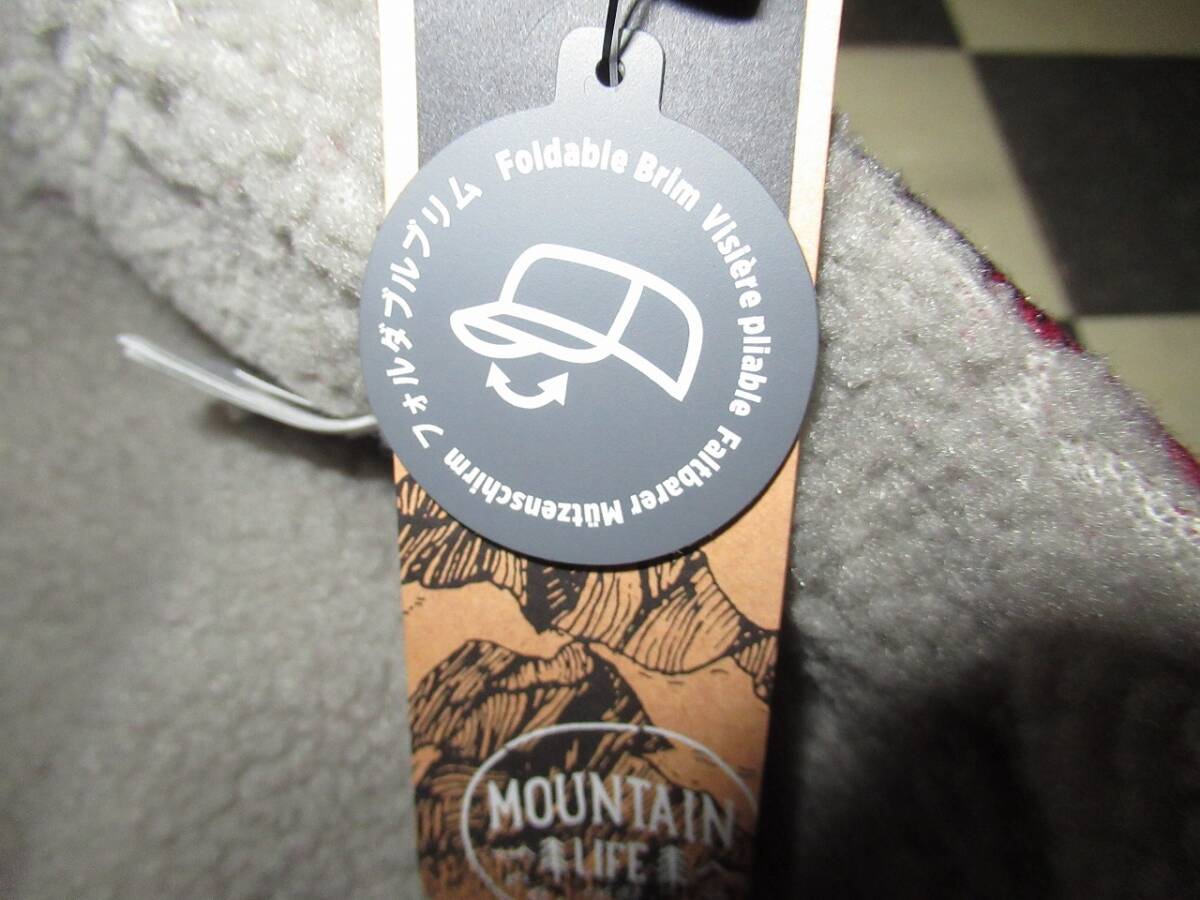 Foldable Brim
Visière pliable
Faltbarer Mützenschirm
フォルダブルブリム
MOUNTAIN
LIFE